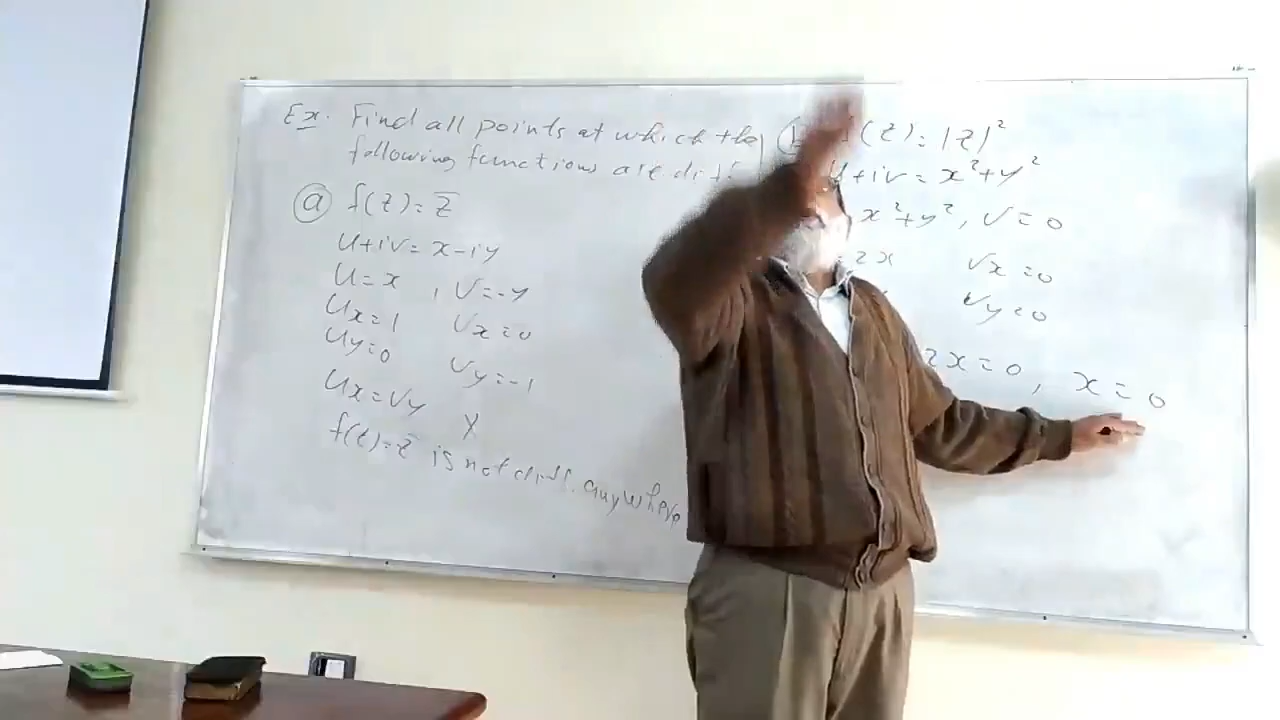 Ex. Find all points at which the
following functions are diff
ⓐ f(z) = z̅
u+iv = x-iy
u = x , v = -y
ux = 1 vx = 0
uy = 0 vy = -1
ux = vy X
f(z) = z̅ is not diff. anywhere
(z) = |z|²
u+iv = x²+y²
x²+y², v = 0
2x vx = 0
vy = 0
2x = 0, x = 0